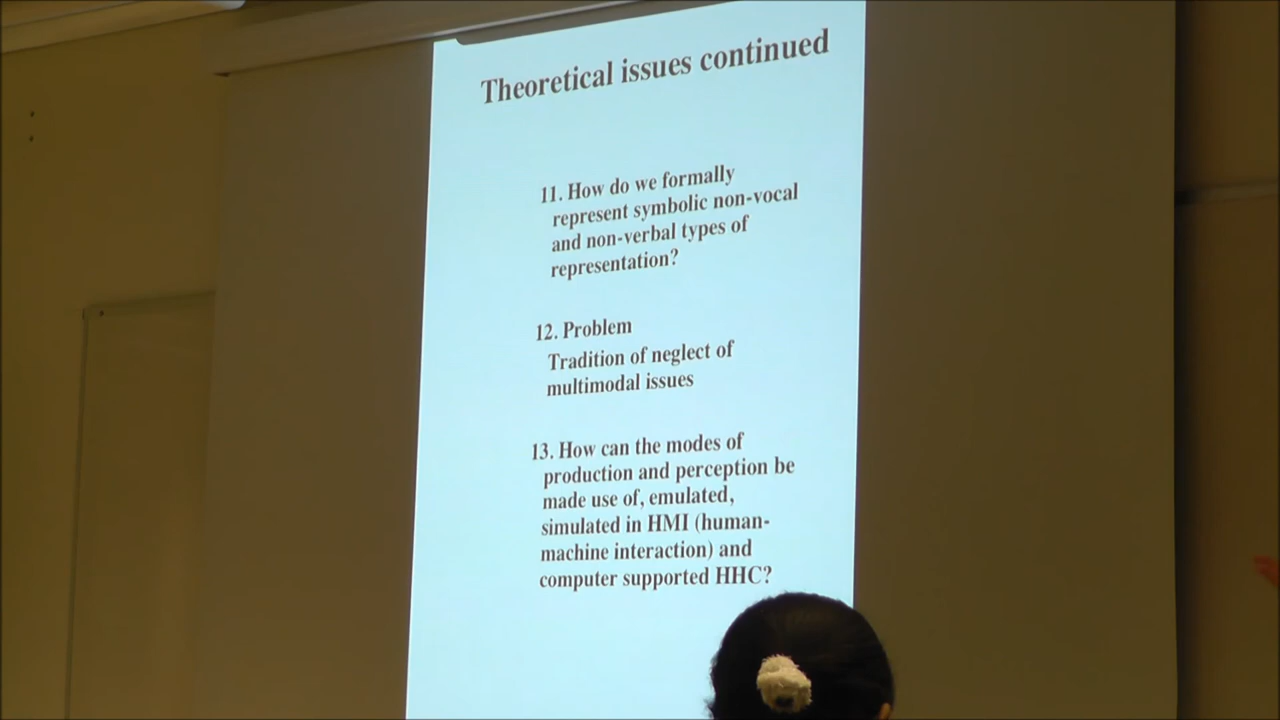 Theoretical issues continued
11. How do we formally
represent symbolic non-vocal
and non-verbal types of
representation?
12. Problem
Tradition of neglect of
multimodal issues
13. How can the modes of
production and perception be
made use of, emulated,
simulated in HMI (human-
machine interaction) and
computer supported HHC?